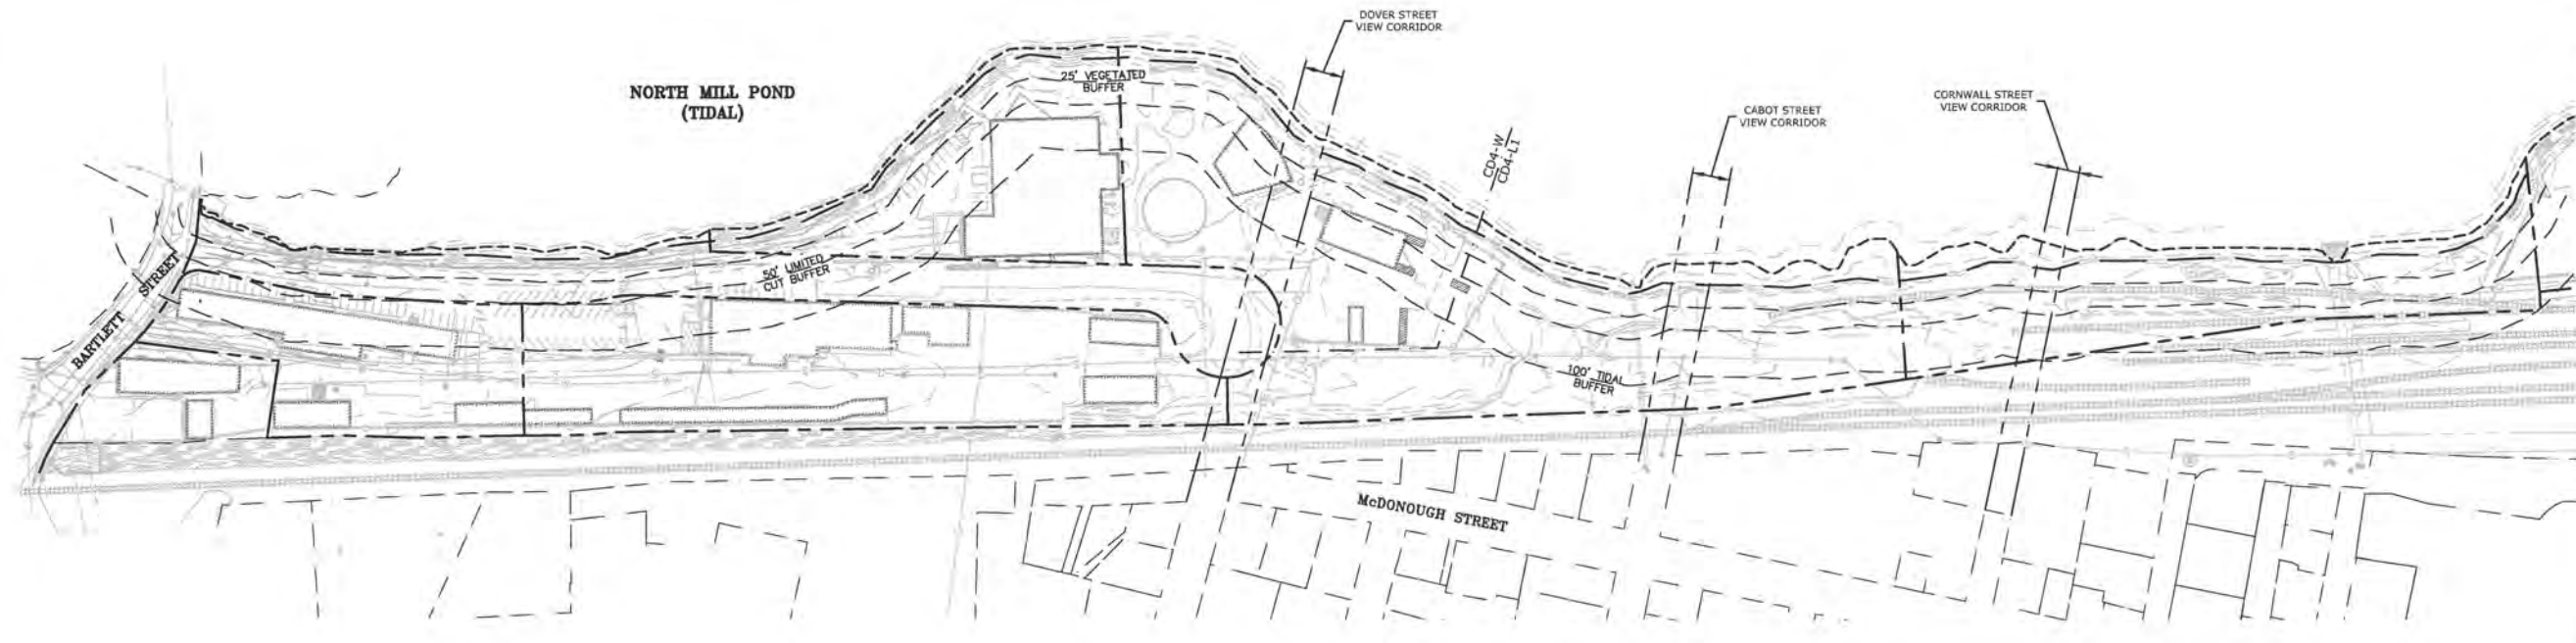 DOVER STREET
VIEW CORRIDOR
NORTH MILL POND
(TIDAL)
25' VEGETATED
BUFFER
CABOT STREET
VIEW CORRIDOR
CORNWALL STREET
VIEW CORRIDOR
CD4-W
CD4-L1
50' LIMITED
CUT BUFFER
BARTLETT STREET
100' TIDAL
BUFFER
McDONOUGH STREET